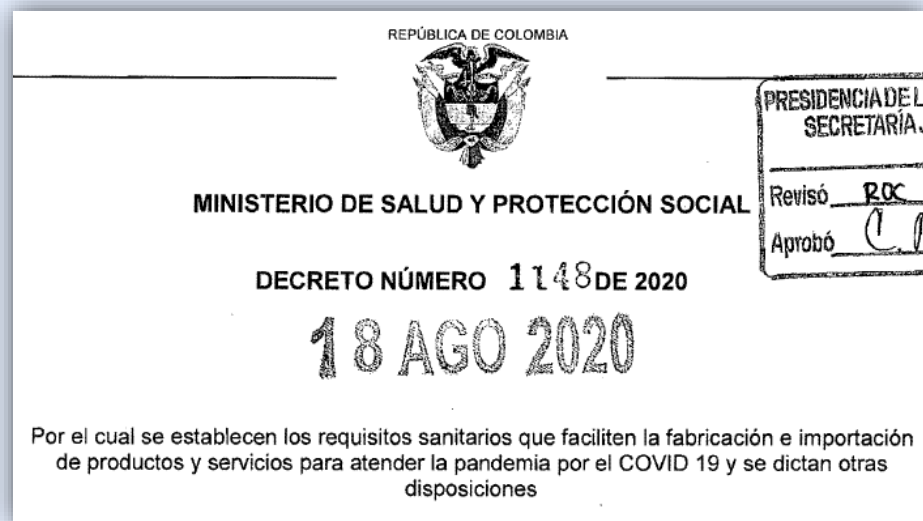 REPÚBLICA DE COLOMBIA
PRESIDENCIA DE L
SECRETARÍA
MINISTERIO DE SALUD Y PROTECCIÓN SOCIAL
Revisó ROC
Aprobó
DECRETO NÚMERO 1148 DE 2020
18 AGO 2020
Por el cual se establecen los requisitos sanitarios que faciliten la fabricación e importación
de productos y servicios para atender la pandemia por el COVID 19 y se dictan otras
disposiciones